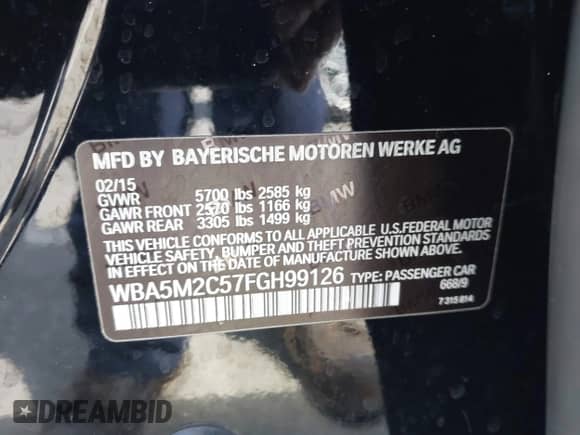 MFD BY BAYERISCHE MOTOREN WERKE AG
02/15
GVWR 5700 lbs 2585 kg
GAWR FRONT 2570 lbs 1166 kg
GAWR REAR 3305 lbs 1499 kg
THIS VEHICLE CONFORMS TO ALL APPLICABLE U.S.FEDERAL MOTOR
VEHICLE SAFETY, BUMPER AND THEFT PREVENTION STANDARDS
IN EFFECT ON THE DATE OF MANUFACTURE SHOWN ABOVE.
WBA5M2C57FGH99126 TYPE: PASSENGER CAR
668/9
7 315 814
BMW
BMW
DREAMBID